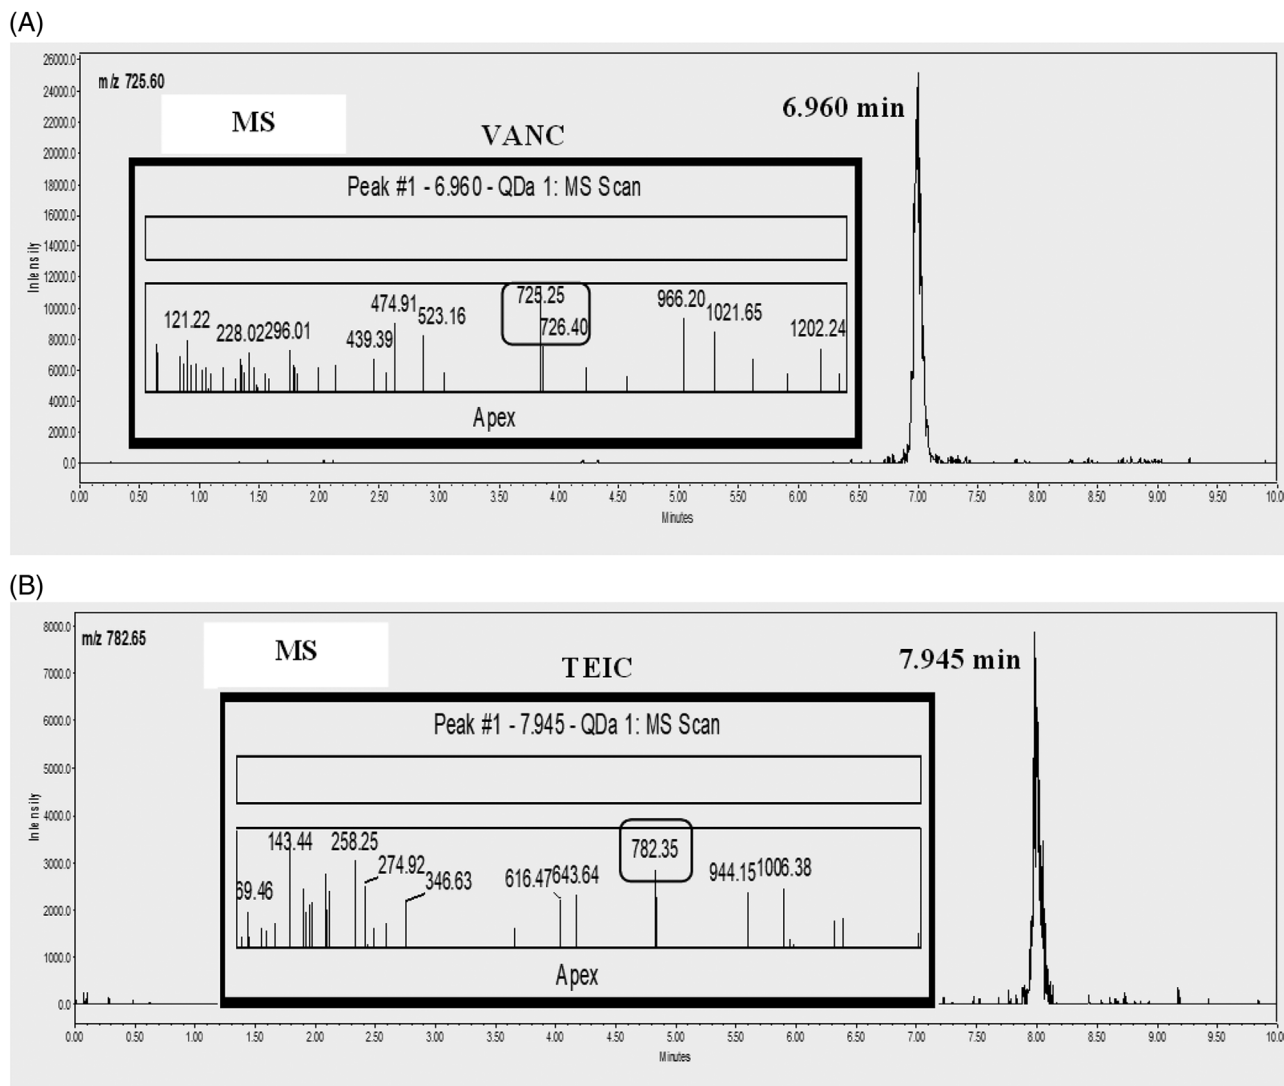 (A)
26000.0
24000.0
22000.0
20000.0
18000.0
16000.0
14000.0
12000.0
10000.0
8000.0
6000.0
4000.0
2000.0
0.0
Intensity
m/z 725.60
MS
VANC
6.960 min
Peak #1 - 6.960 - QDa 1: MS Scan
121.22
228.02
296.01
439.39
474.91
523.16
725.25
726.40
966.20
1021.65
1202.24
Apex
0.00 0.50 1.00 1.50 2.00 2.50 3.00 3.50 4.00 4.50 5.00 5.50 6.00 6.50 7.00 7.50 8.00 8.50 9.00 9.50 10.0
Minutes
(B)
8000.0
7000.0
6000.0
5000.0
4000.0
3000.0
2000.0
1000.0
0.0
Intensity
m/z 782.65
MS
TEIC
7.945 min
Peak #1 - 7.945 - QDa 1: MS Scan
69.46
143.44
258.25
274.92
346.63
616.47
643.64
782.35
944.15
1006.38
Apex
0.00 0.50 1.00 1.50 2.00 2.50 3.00 3.50 4.00 4.50 5.00 5.50 6.00 6.50 7.00 7.50 8.00 8.50 9.00 9.50 10.0
Minutes